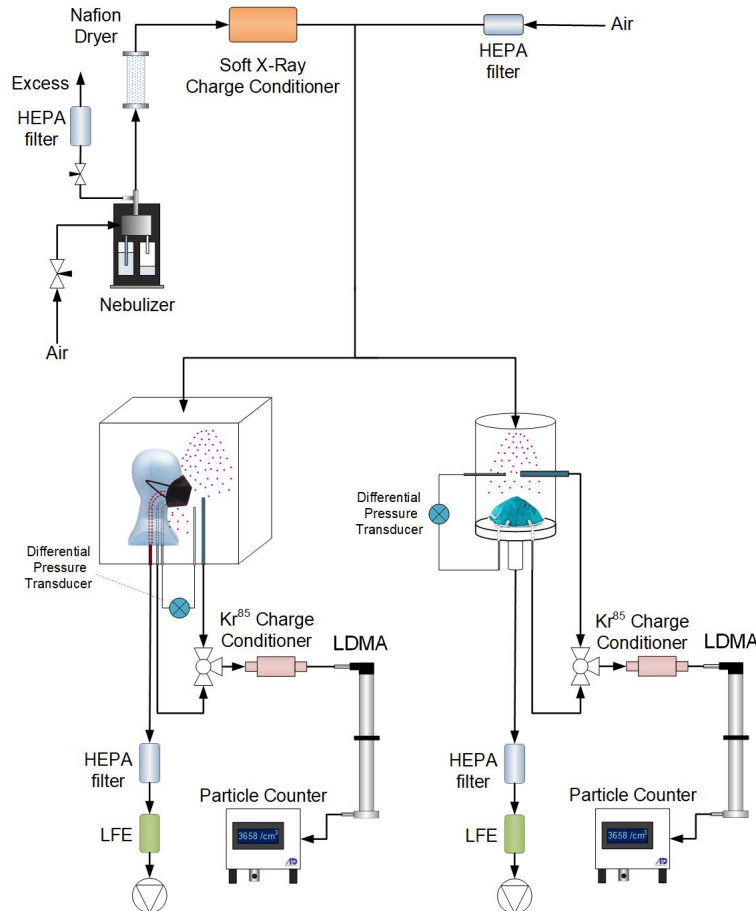 Nafion
Dryer
Soft X-Ray
Charge Conditioner
HEPA
filter
Air
Excess
HEPA
filter
Nebulizer
Air
Differential
Pressure
Transducer
Differential
Pressure
Transducer
Kr85 Charge
Conditioner
LDMA
Kr85 Charge
Conditioner
LDMA
HEPA
filter
Particle Counter
3658 /cm3
LFE
HEPA
filter
Particle Counter
3658 /cm3
LFE